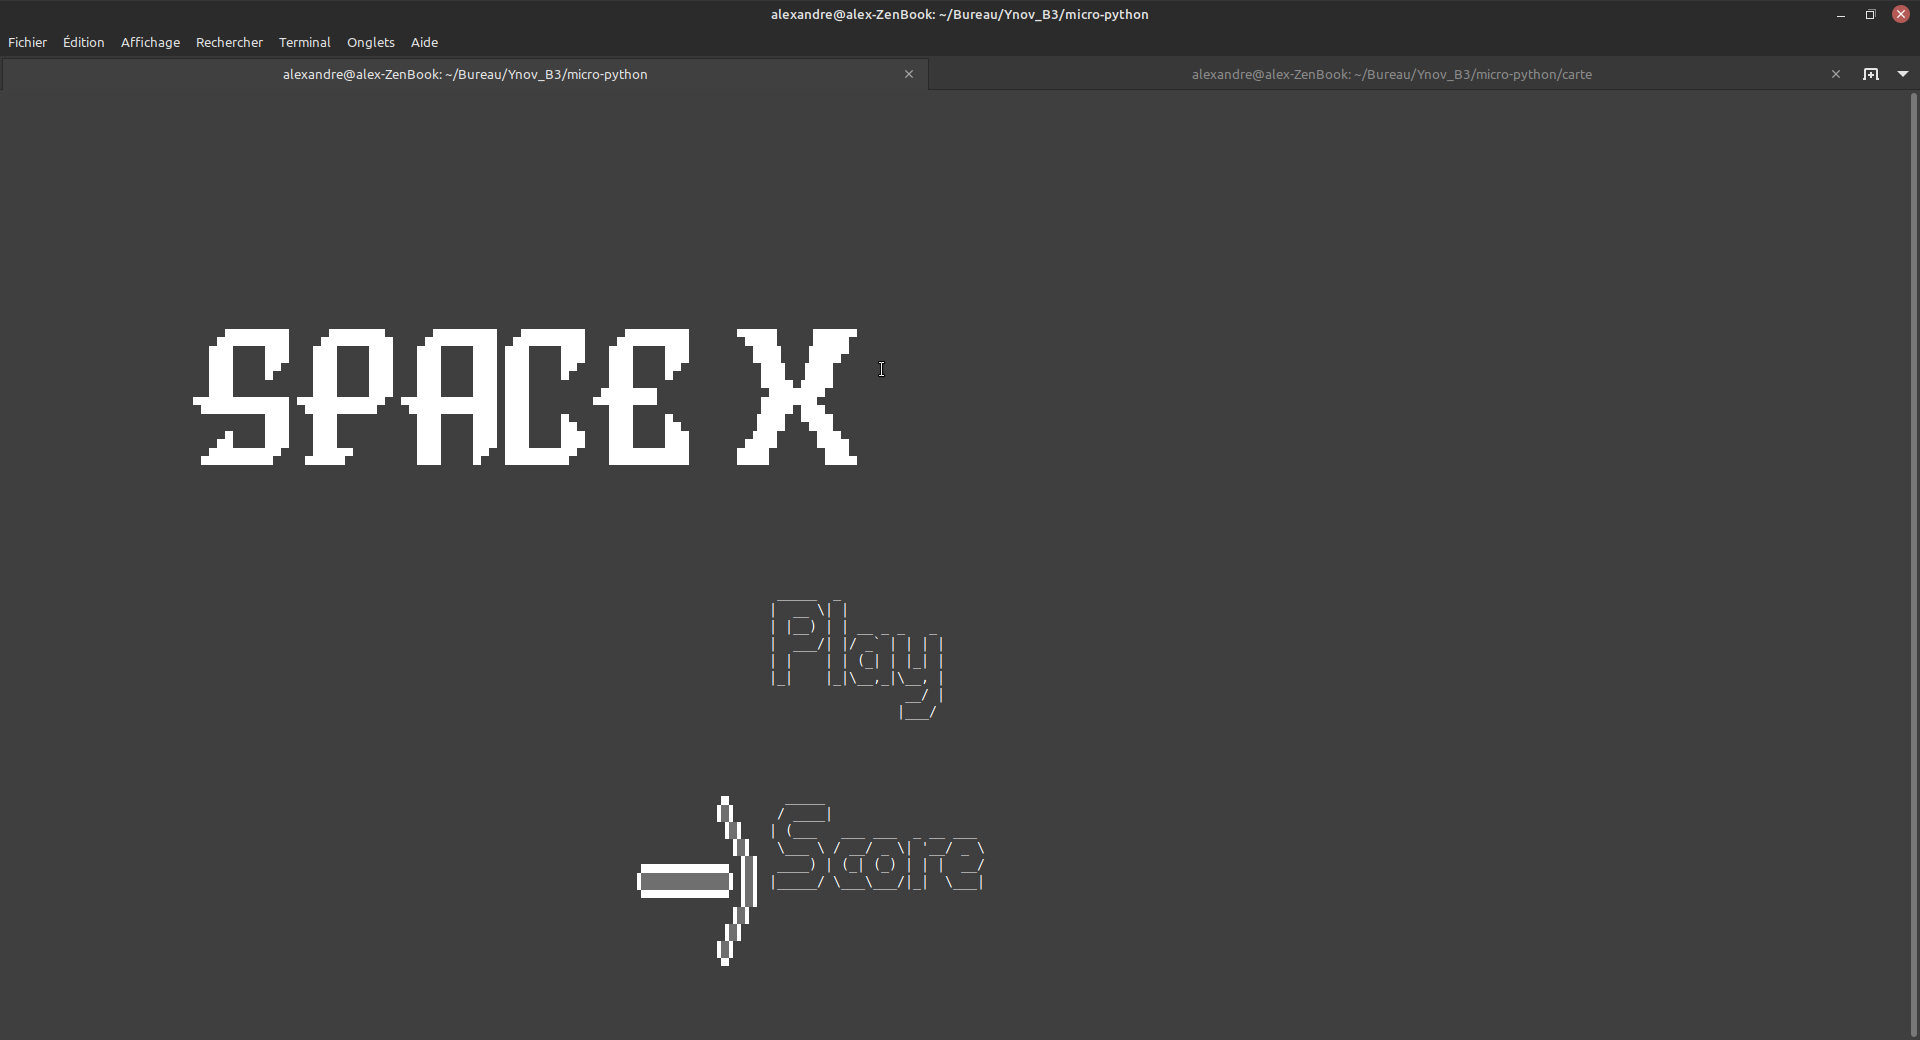 alexandre@alex-ZenBook: ~/Bureau/Ynov_B3/micro-python
Fichier Édition Affichage Rechercher Terminal Onglets Aide
alexandre@alex-ZenBook: ~/Bureau/Ynov_B3/micro-python alexandre@alex-ZenBook: ~/Bureau/Ynov_B3/micro-python/carte
SPACE X
Play
Score